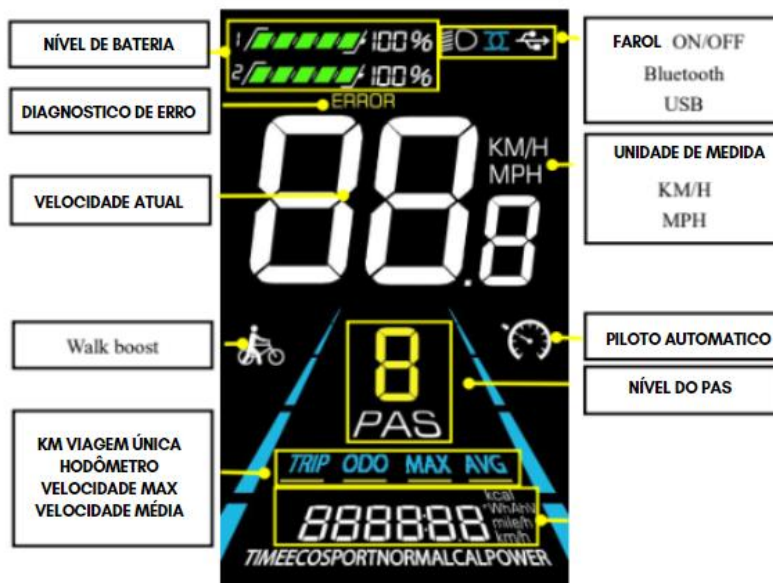 NÍVEL DE BATERIA
1 100%
2 100%
FAROL ON/OFF
Bluetooth
USB
DIAGNOSTICO DE ERRO
ERROR
88.8
KM/H
MPH
UNIDADE DE MEDIDA
KM/H
MPH
VELOCIDADE ATUAL
Walk boost
8
PAS
PILOTO AUTOMATICO
NÍVEL DO PAS
KM VIAGEM ÚNICA
HODÔMETRO
VELOCIDADE MAX
VELOCIDADE MÉDIA
TRIP ODO MAX AVG
888888
kcal
mile/h
km/h
TIMEECOSPORTNORMALCALPOWER